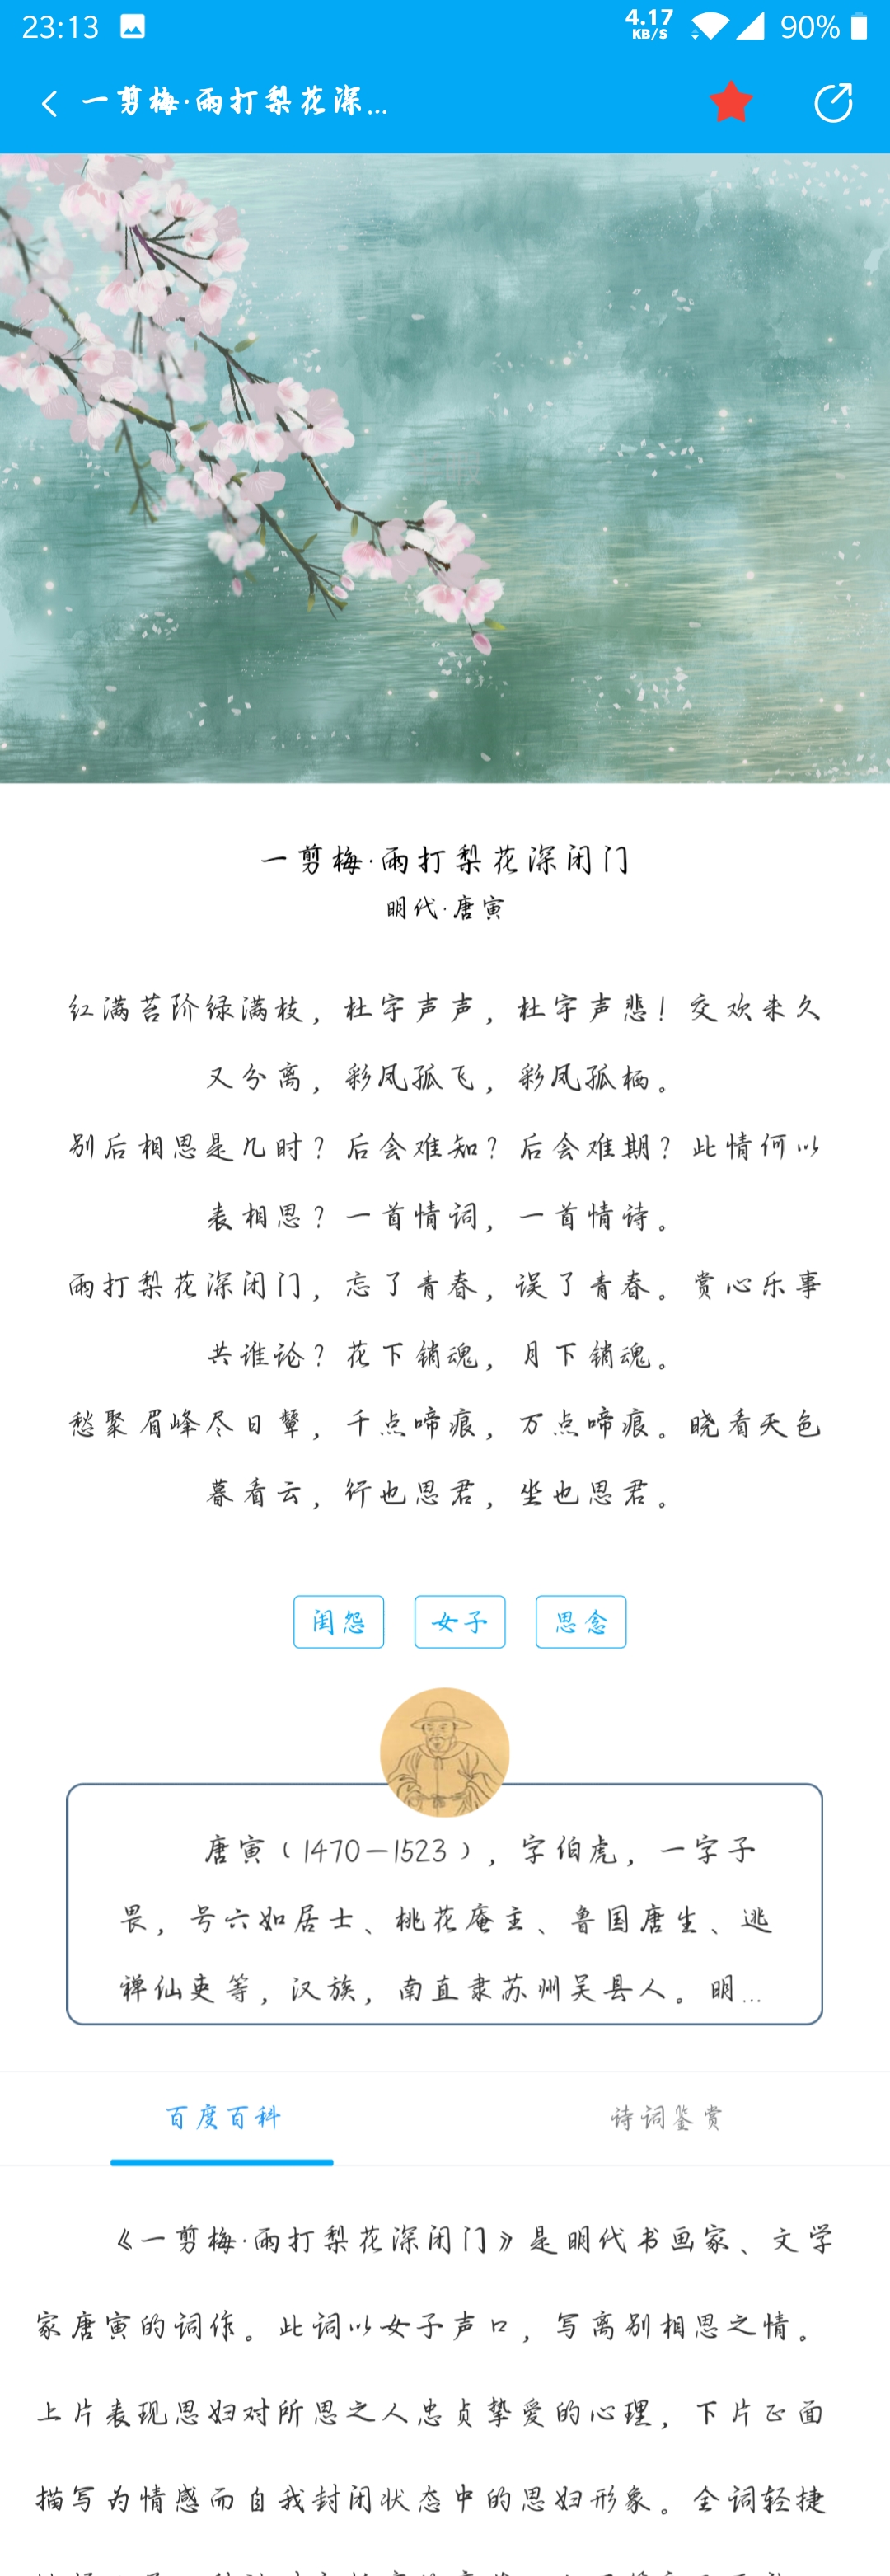 23:13
4.17
KB/S
90%
一剪梅·雨打梨花深...
一剪梅·雨打梨花深闭门
明代·唐寅
红满苔阶绿满枝，杜宇声声，杜宇声悲！交欢未久
又分离，彩凤孤飞，彩凤孤栖。
别后相思是几时？后会难知？后会难期？此情何以
表相思？一首情词，一首情诗。
雨打梨花深闭门，忘了青春，误了青春。赏心乐事
共谁论？花下销魂，月下销魂。
愁聚眉峰尽日颦，千点啼痕，万点啼痕。晓看天色
暮看云，行也思君，坐也思君。
闺怨
女子
思念
唐寅（1470—1523），字伯虎，一字子
畏，号六如居士、桃花庵主、鲁国唐生、逃
禅仙吏等，汉族，南直隶苏州吴县人。明...
百度百科
诗词鉴赏
《一剪梅·雨打梨花深闭门》是明代书画家、文学
家唐寅的词作。此词以女子声口，写离别相思之情。
上片表现思妇对所思之人忠贞挚爱的心理，下片正面
描写为情感而自我封闭状态中的思妇形象。全词轻捷